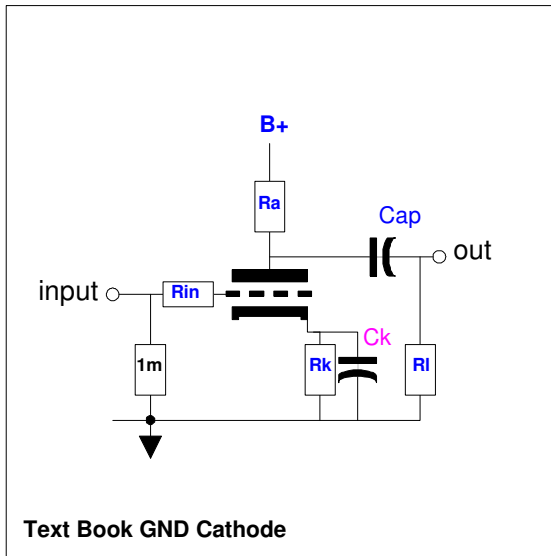 B+
Ra
Cap
out
input
Rin
Ck
1m
Rk
Rl
Text Book GND Cathode